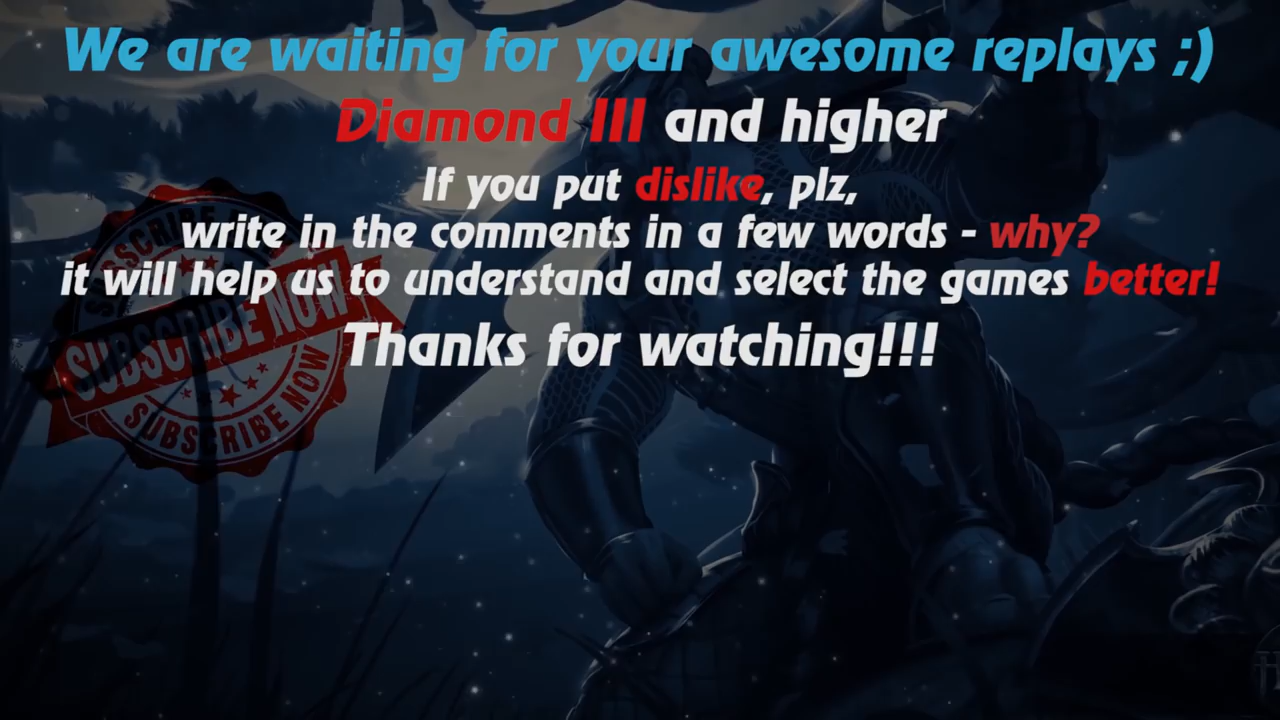 We are waiting for your awesome replays ;)
Diamond III and higher
If you put dislike, plz,
write in the comments in a few words - why?
it will help us to understand and select the games better!
Thanks for watching!!!
SUBSCRIBE NOW
SUBSCRIBE NOW